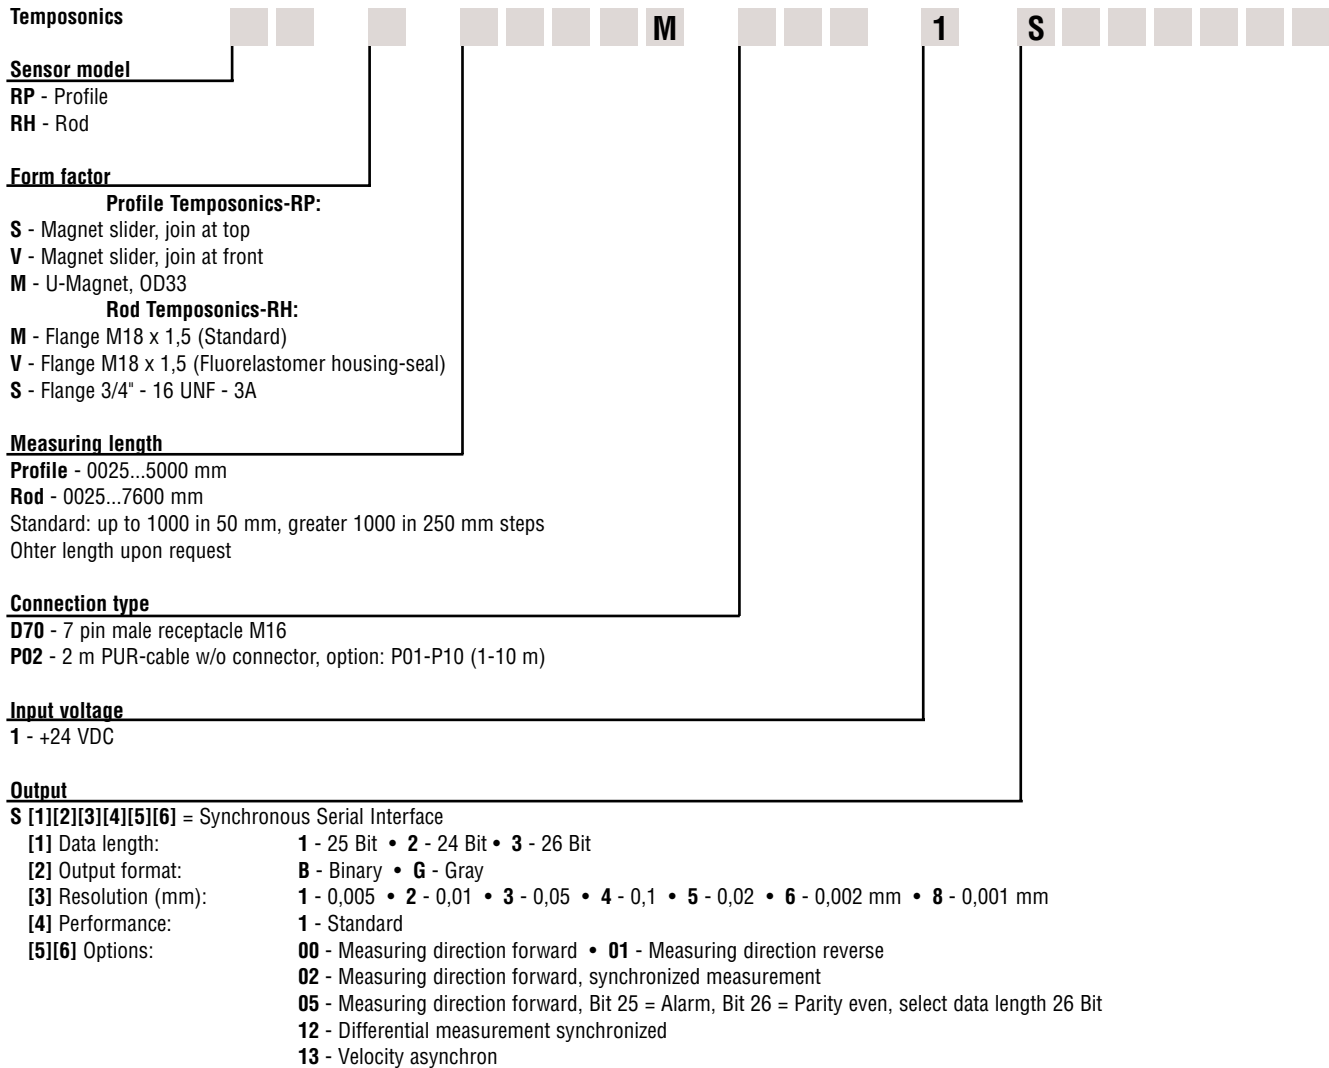 Temposonics
M 1 S
Sensor model
RP - Profile
RH - Rod
Form factor
Profile Temposonics-RP:
S - Magnet slider, join at top
V - Magnet slider, join at front
M - U-Magnet, OD33
Rod Temposonics-RH:
M - Flange M18 x 1,5 (Standard)
V - Flange M18 x 1,5 (Fluorelastomer housing-seal)
S - Flange 3/4" - 16 UNF - 3A
Measuring length
Profile - 0025...5000 mm
Rod - 0025...7600 mm
Standard: up to 1000 in 50 mm, greater 1000 in 250 mm steps
Ohter length upon request
Connection type
D70 - 7 pin male receptacle M16
P02 - 2 m PUR-cable w/o connector, option: P01-P10 (1-10 m)
Input voltage
1 - +24 VDC
Output
S [1][2][3][4][5][6] = Synchronous Serial Interface
[1] Data length: 1 - 25 Bit • 2 - 24 Bit • 3 - 26 Bit
[2] Output format: B - Binary • G - Gray
[3] Resolution (mm): 1 - 0,005 • 2 - 0,01 • 3 - 0,05 • 4 - 0,1 • 5 - 0,02 • 6 - 0,002 mm • 8 - 0,001 mm
[4] Performance: 1 - Standard
[5][6] Options: 00 - Measuring direction forward • 01 - Measuring direction reverse
02 - Measuring direction forward, synchronized measurement
05 - Measuring direction forward, Bit 25 = Alarm, Bit 26 = Parity even, select data length 26 Bit
12 - Differential measurement synchronized
13 - Velocity asynchron